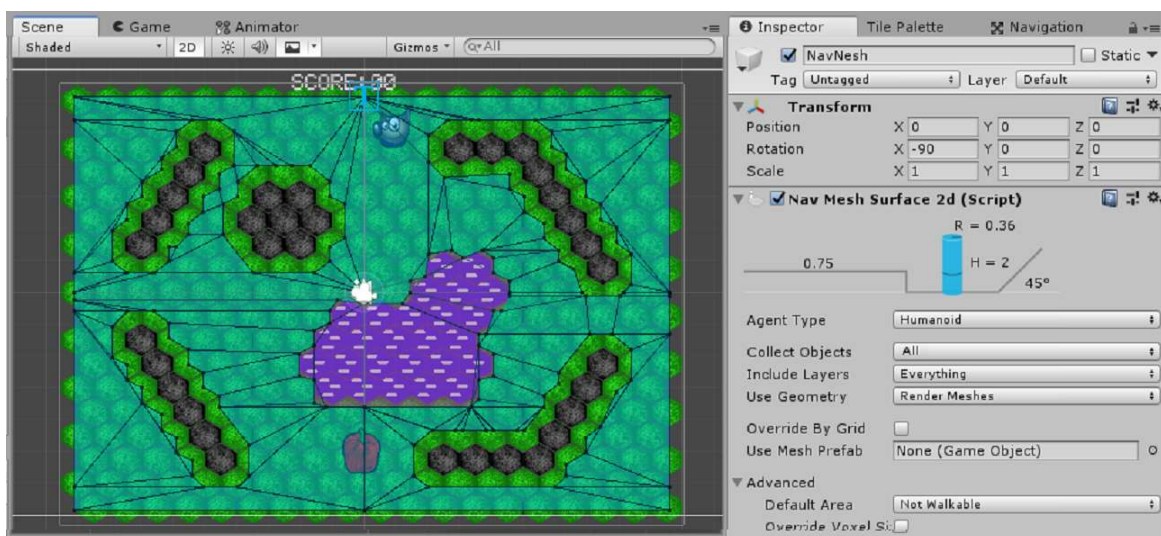 Scene Game Animator
Shaded 2D Gizmos All
SCORE:00
Inspector Tile Palette Navigation
NavNesh Static
Tag Untagged Layer Default
Transform
Position X 0 Y 0 Z 0
Rotation X -90 Y 0 Z 0
Scale X 1 Y 1 Z 1
Nav Mesh Surface 2d (Script)
R = 0.36
0.75 H = 2
45°
Agent Type Humanoid
Collect Objects All
Include Layers Everything
Use Geometry Render Meshes
Override By Grid
Use Mesh Prefab None (Game Object)
Advanced
Default Area Not Walkable
Override Voxel Si